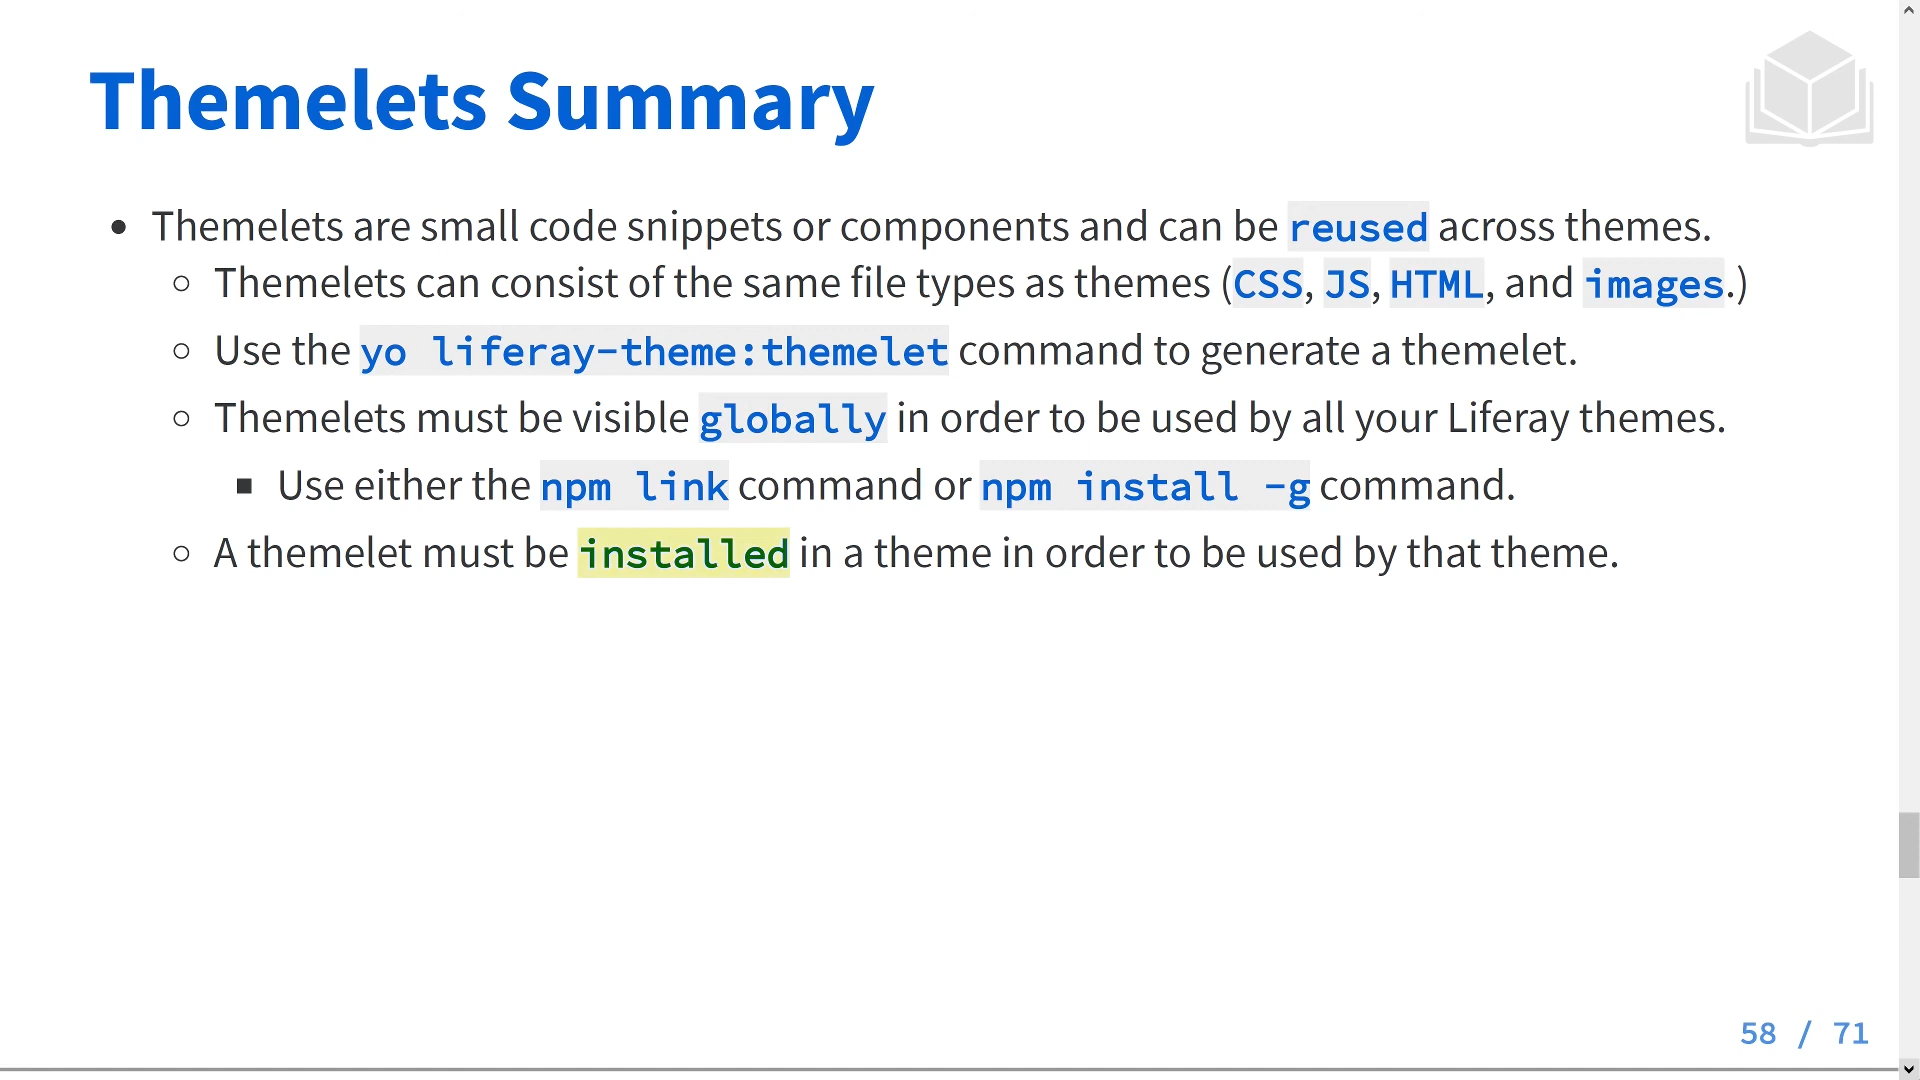 Themelets Summary
Themelets are small code snippets or components and can be reused across themes.
Themelets can consist of the same file types as themes (CSS, JS, HTML, and images.)
Use the yo liferay-theme:themelet command to generate a themelet.
Themelets must be visible globally in order to be used by all your Liferay themes.
Use either the npm link command or npm install -g command.
A themelet must be installed in a theme in order to be used by that theme.
58 / 71